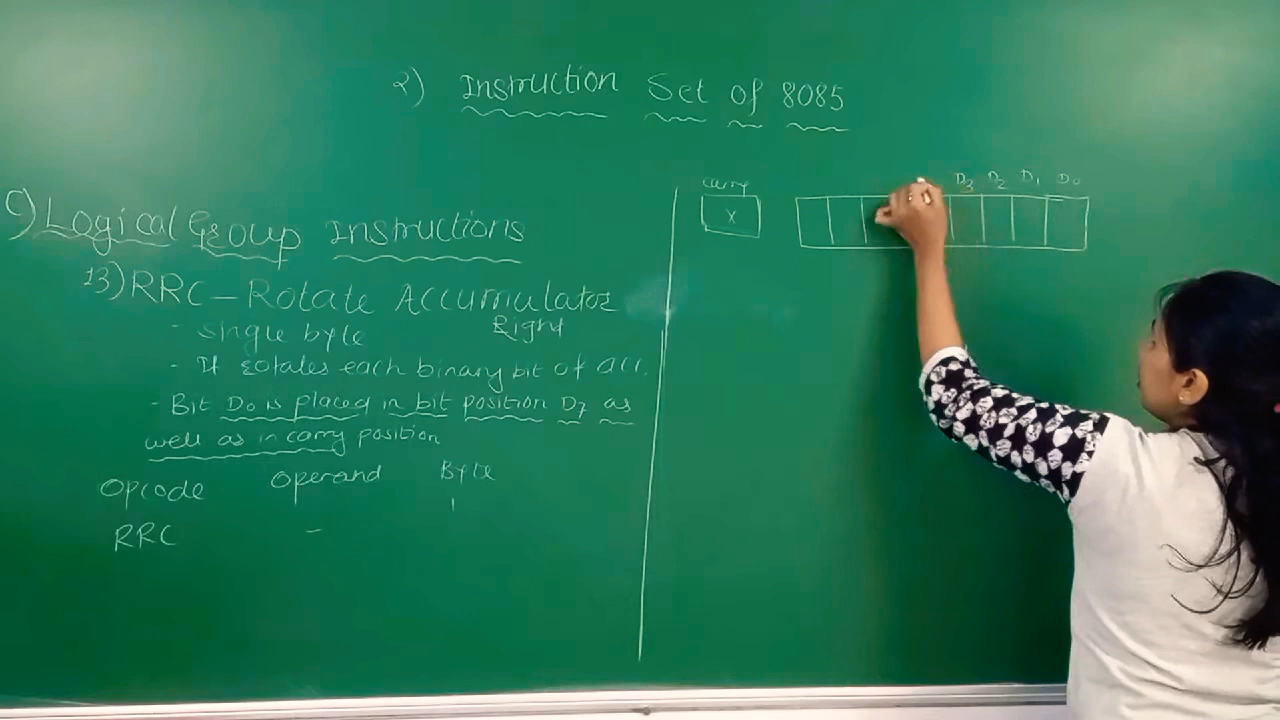 2) Instruction Set of 8085
C) Logical Group Instructions
13) RRC - Rotate Accumulator
Right
- Single byte
- It rotates each binary bit of acc.
- Bit D0 is placed in bit position D7 as
well as in carry position
Opcode Operand Byte
RRC - 1
carry
X
D3 D2 D1 D0